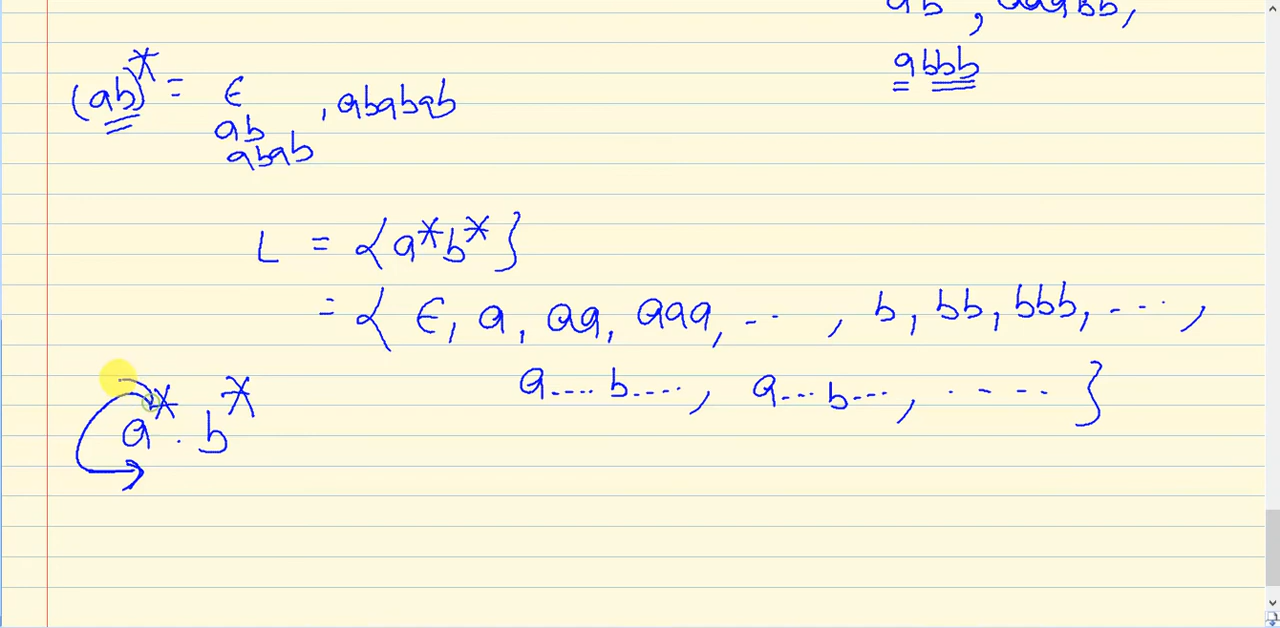 ab , aaabb,
abbb
(ab)* = ε
ab , ababab
abab
L = {a*b*}
= { ε, a, aa, aaa, ... , b, bb, bbb, ... ,
a....b...., a...b..., ..... }
a* . b*